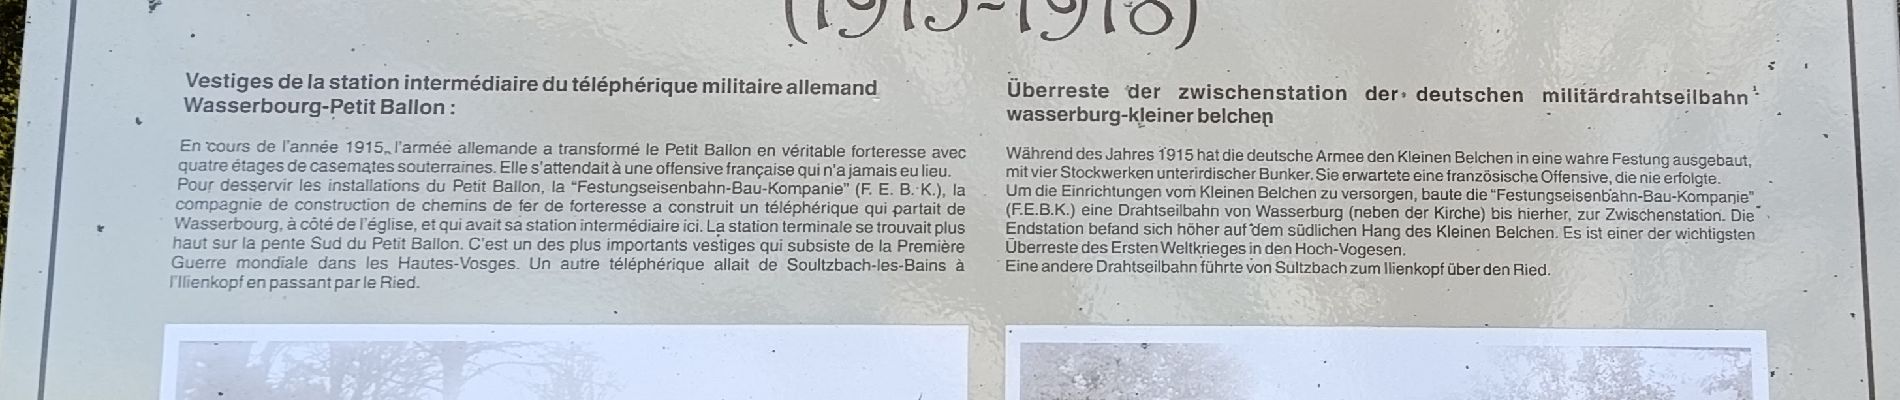 (1915~1918)
Vestiges de la station intermédiaire du téléphérique militaire allemand
Wasserbourg-Petit Ballon :
En cours de l'année 1915, l'armée allemande a transformé le Petit Ballon en véritable forteresse avec
quatre étages de casemates souterraines. Elle s'attendait à une offensive française qui n'a jamais eu lieu.
Pour desservir les installations du Petit Ballon, la "Festungseisenbahn-Bau-Kompanie" (F. E. B. K.), la
compagnie de construction de chemins de fer de forteresse a construit un téléphérique qui partait de
Wasserbourg, à côté de l'église, et qui avait sa station intermédiaire ici. La station terminale se trouvait plus
haut sur la pente Sud du Petit Ballon. C'est un des plus importants vestiges qui subsiste de la Première
Guerre mondiale dans les Hautes-Vosges. Un autre téléphérique allait de Soultzbach-les-Bains à
l'Ilienkopf en passant par le Ried.
Überreste der zwischenstation der deutschen militärdrahtseilbahn
wasserburg-kleiner belchen
Während des Jahres 1915 hat die deutsche Armee den Kleinen Belchen in eine wahre Festung ausgebaut,
mit vier Stockwerken unterirdischer Bunker. Sie erwartete eine französische Offensive, die nie erfolgte.
Um die Einrichtungen vom Kleinen Belchen zu versorgen, baute die "Festungseisenbahn-Bau-Kompanie"
(F.E.B.K.) eine Drahtseilbahn von Wasserburg (neben der Kirche) bis hierher, zur Zwischenstation. Die
Endstation befand sich höher auf dem südlichen Hang des Kleinen Belchen. Es ist einer der wichtigsten
Überreste des Ersten Weltkrieges in den Hoch-Vogesen.
Eine andere Drahtseilbahn führte von Sultzbach zum Ilienkopf über den Ried.